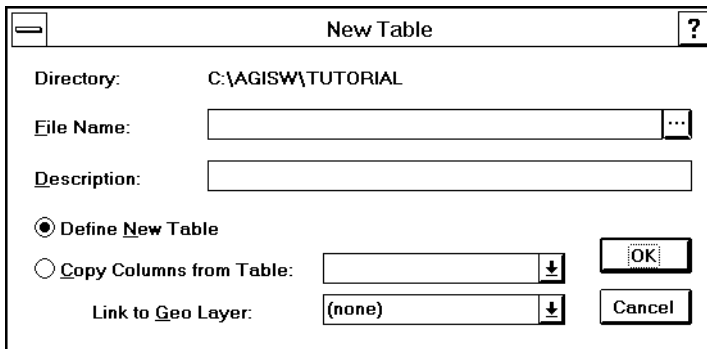 New Table
?
Directory: C:\AGISW\TUTORIAL
File Name: ...
Description:
Define New Table
Copy Columns from Table:
OK
Link to Geo Layer: (none)
Cancel